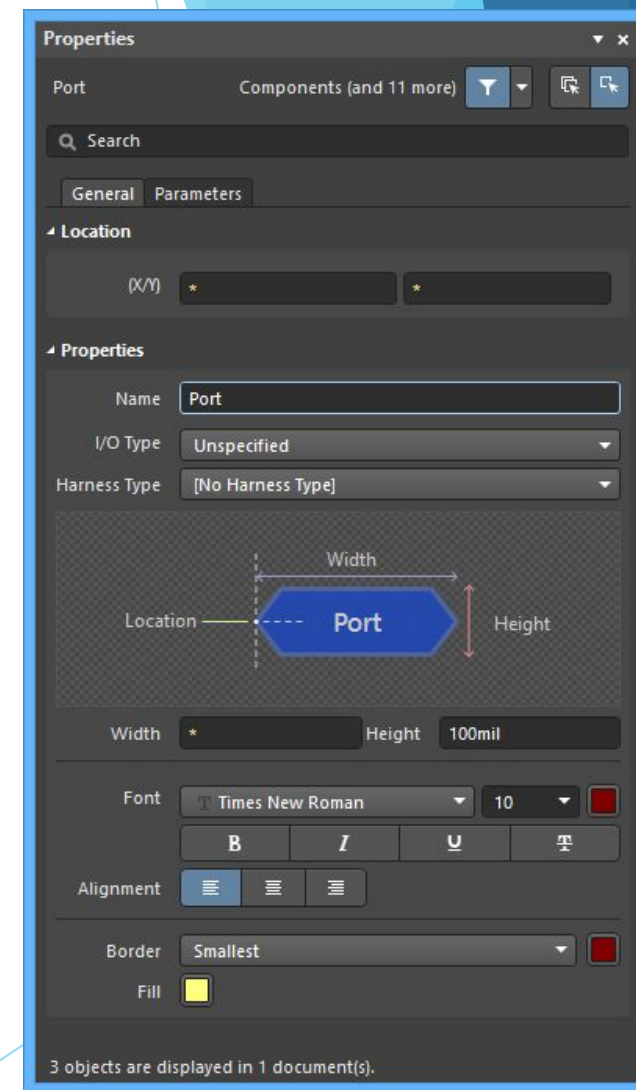 Properties
Port Components (and 11 more)
Search
General Parameters
Location
(X/Y) * *
Properties
Name Port
I/O Type Unspecified
Harness Type [No Harness Type]
Width
Location Port Height
Width * Height 100mil
Font T Times New Roman 10
B I U T
Alignment
Border Smallest
Fill
3 objects are displayed in 1 document(s).